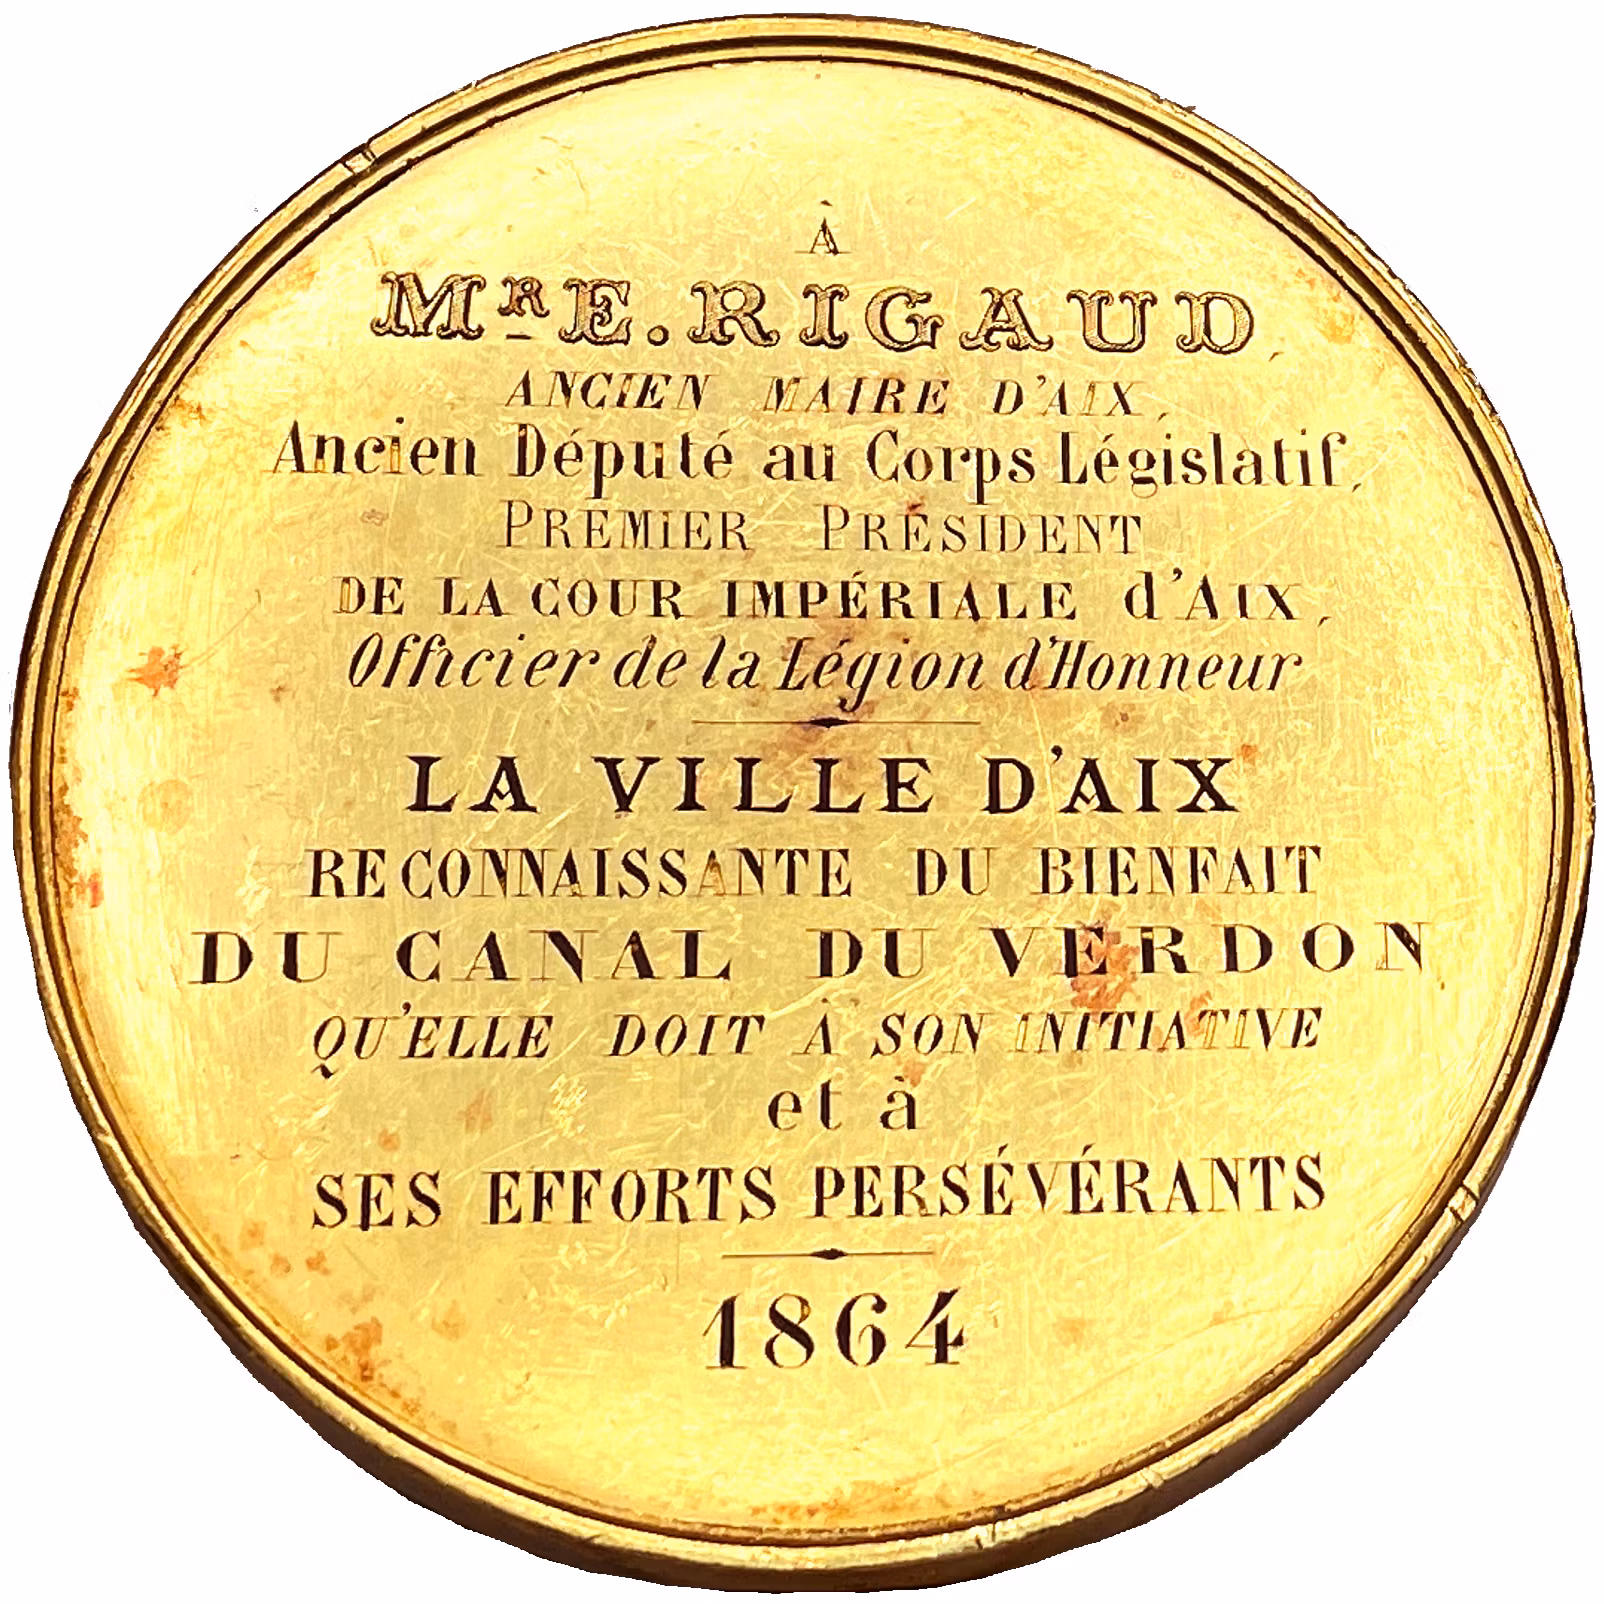 À
Mʀ E. RIGAUD,
ANCIEN MAIRE D'AIX,
Ancien Député au Corps Législatif,
PREMIER PRÉSIDENT
DE LA COUR IMPÉRIALE d'AIX,
Officier de la Légion d'Honneur
LA VILLE D'AIX
RECONNAISSANTE DU BIENFAIT
DU CANAL DU VERDON
QU'ELLE DOIT À SON INITIATIVE
et à
SES EFFORTS PERSÉVÉRANTS
1864